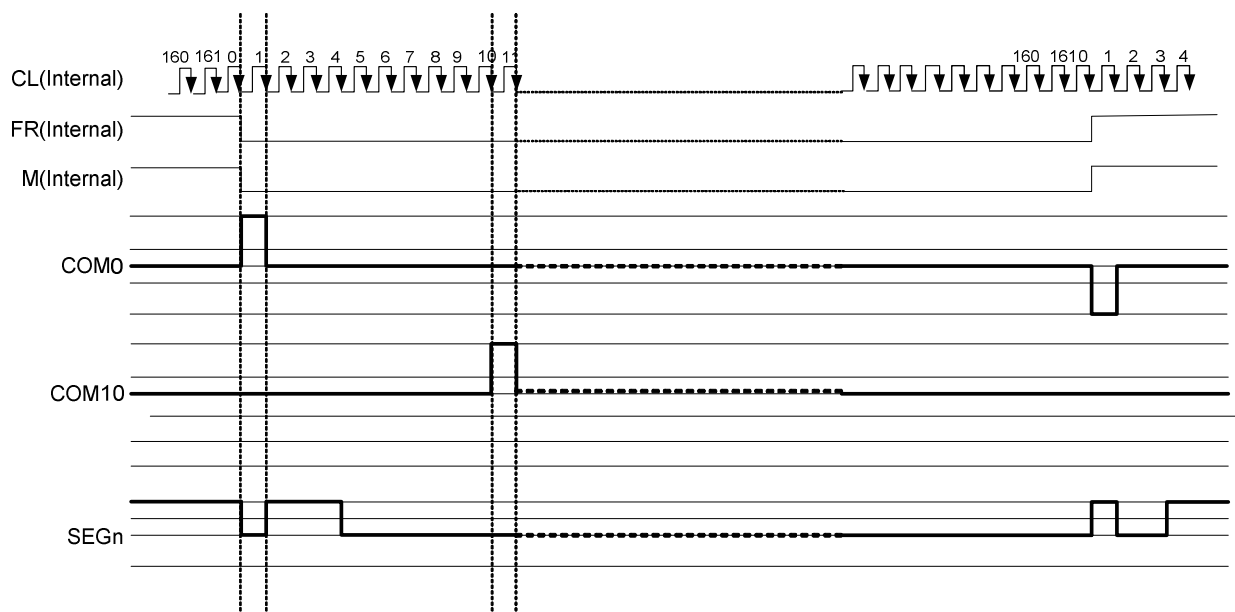 160 161 0 1 2 3 4 5 6 7 8 9 10 11 160 161 0 1 2 3 4
CL(Internal)
FR(Internal)
M(Internal)
COM0
COM10
SEGn